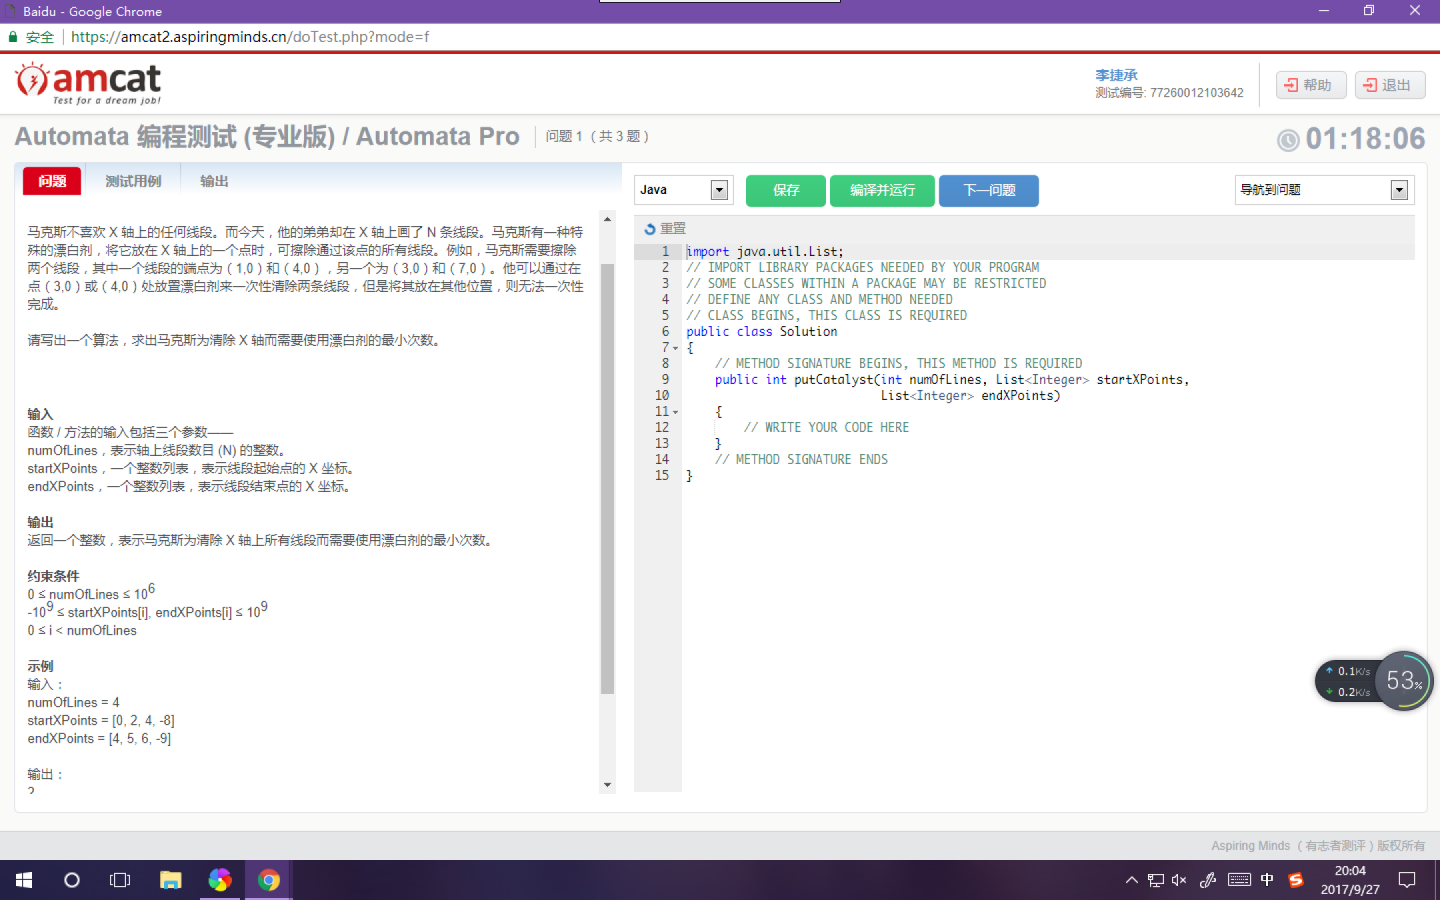 Baidu - Google Chrome
安全 | https://amcat2.aspiringminds.cn/doTest.php?mode=f
amcat
Test for a dream job!
李捷承
测试编号: 77260012103642
帮助
退出
Automata 编程测试 (专业版) / Automata Pro
问题 1 ( 共 3 题 )
01:18:06
问题
测试用例
输出
Java
保存
编译并运行
下一问题
导航到问题
马克斯不喜欢 X 轴上的任何线段。而今天，他的弟弟却在 X 轴上画了 N 条线段。马克斯有一种特
殊的漂白剂，将它放在 X 轴上的一个点时，可擦除通过该点的所有线段。例如，马克斯需要擦除
两个线段，其中一个线段的端点为 ( 1,0 ) 和 ( 4,0 )，另一个为 ( 3,0 ) 和 ( 7,0 )。他可以通过在
点 ( 3,0 ) 或 ( 4,0 ) 处放置漂白剂来一次性清除两条线段，但是将其放在其他位置，则无法一次性
完成。
请写出一个算法，求出马克斯为清除 X 轴而需要使用漂白剂的最小次数。
输入
函数 / 方法的输入包括三个参数——
numOfLines，表示轴上线段数目 (N) 的整数。
startXPoints，一个整数列表，表示线段起始点的 X 坐标。
endXPoints，一个整数列表，表示线段结束点的 X 坐标。
输出
返回一个整数，表示马克斯为清除 X 轴上所有线段而需要使用漂白剂的最小次数。
约束条件
0 ≤ numOfLines ≤ 10^6
-10^9 ≤ startXPoints[i], endXPoints[i] ≤ 10^9
0 ≤ i < numOfLines
示例
输入：
numOfLines = 4
startXPoints = [0, 2, 4, -8]
endXPoints = [4, 5, 6, -9]
输出：
2
重置
1 import java.util.List;
2 // IMPORT LIBRARY PACKAGES NEEDED BY YOUR PROGRAM
3 // SOME CLASSES WITHIN A PACKAGE MAY BE RESTRICTED
4 // DEFINE ANY CLASS AND METHOD NEEDED
5 // CLASS BEGINS, THIS CLASS IS REQUIRED
6 public class Solution
7 {
8 // METHOD SIGNATURE BEGINS, THIS METHOD IS REQUIRED
9 public int putCatalyst(int numOfLines, List<Integer> startXPoints,
10 List<Integer> endXPoints)
11 {
12 // WRITE YOUR CODE HERE
13 }
14 // METHOD SIGNATURE ENDS
15 }
0.1K/s
0.2K/s
53%
Aspiring Minds （有志者测评）版权所有
中
20:04
2017/9/27